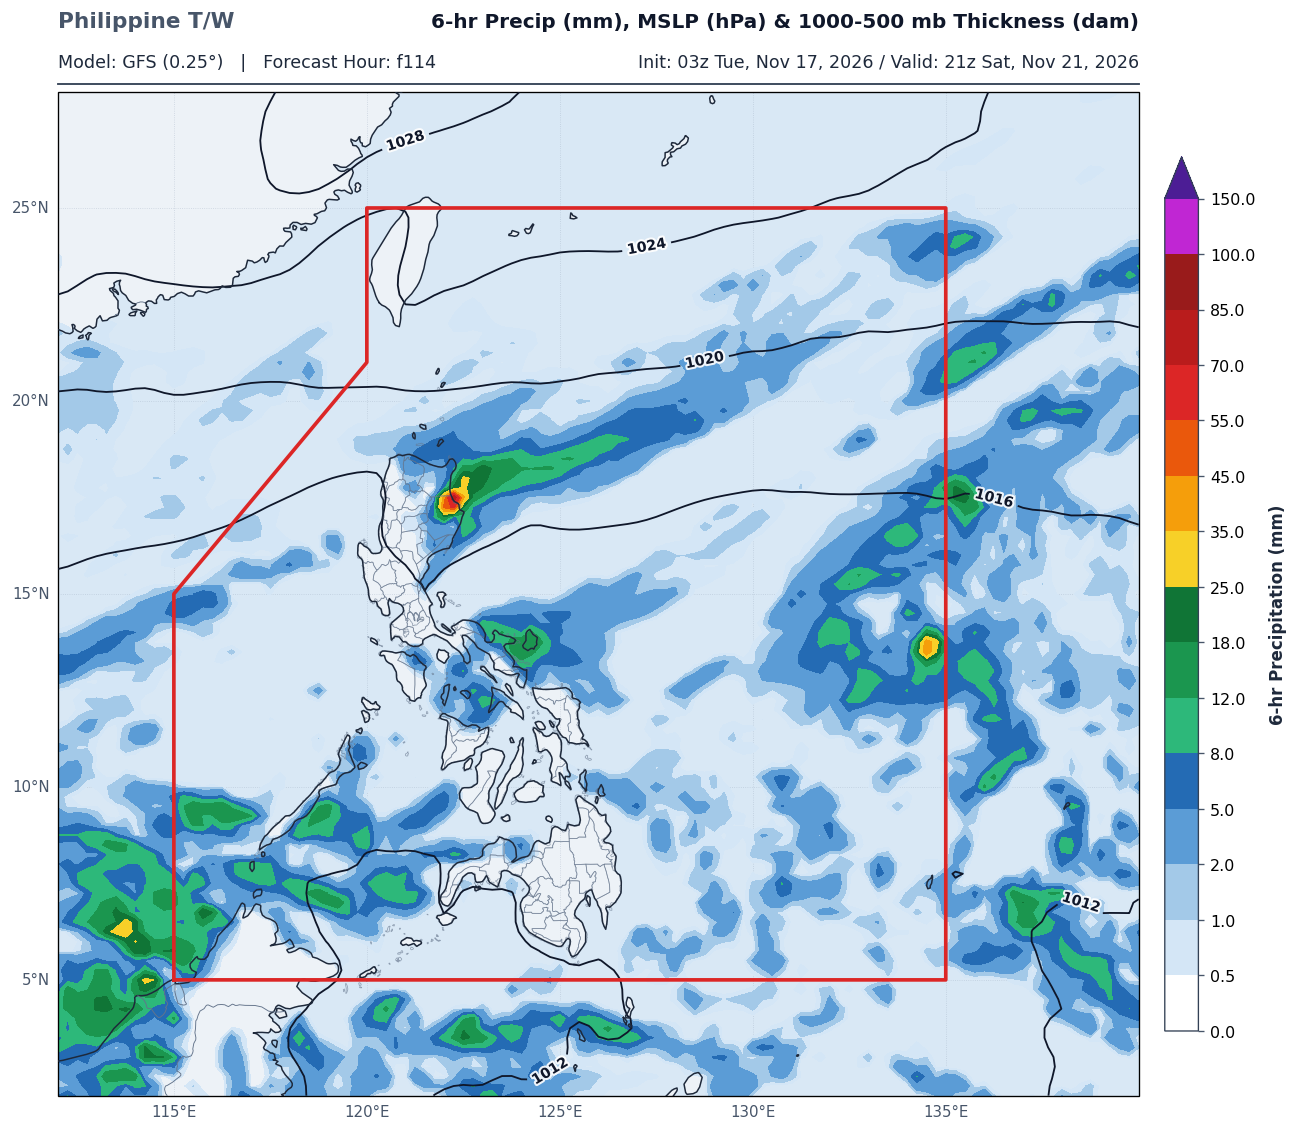 Philippine T/W
6-hr Precip (mm), MSLP (hPa) & 1000-500 mb Thickness (dam)
Model: GFS (0.25°) | Forecast Hour: f114
Init: 03z Tue, Nov 17, 2026 / Valid: 21z Sat, Nov 21, 2026
1028
1024
1020
1016
1012
1012
25°N
20°N
15°N
10°N
5°N
115°E
120°E
125°E
130°E
135°E
150.0
100.0
85.0
70.0
55.0
45.0
35.0
25.0
18.0
12.0
8.0
5.0
2.0
1.0
0.5
0.0
6-hr Precipitation (mm)